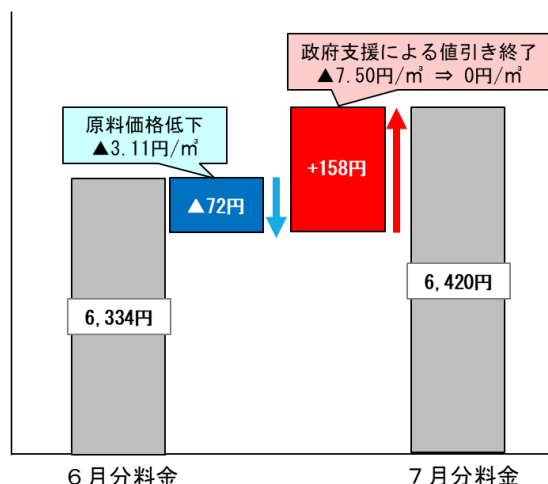 政府支援による値引き終了
▲7.50円/㎥ ⇒ 0円/㎥
原料価格低下
▲3.11円/㎥
+158円
▲72円
6,334円
6,420円
６月分料金
７月分料金